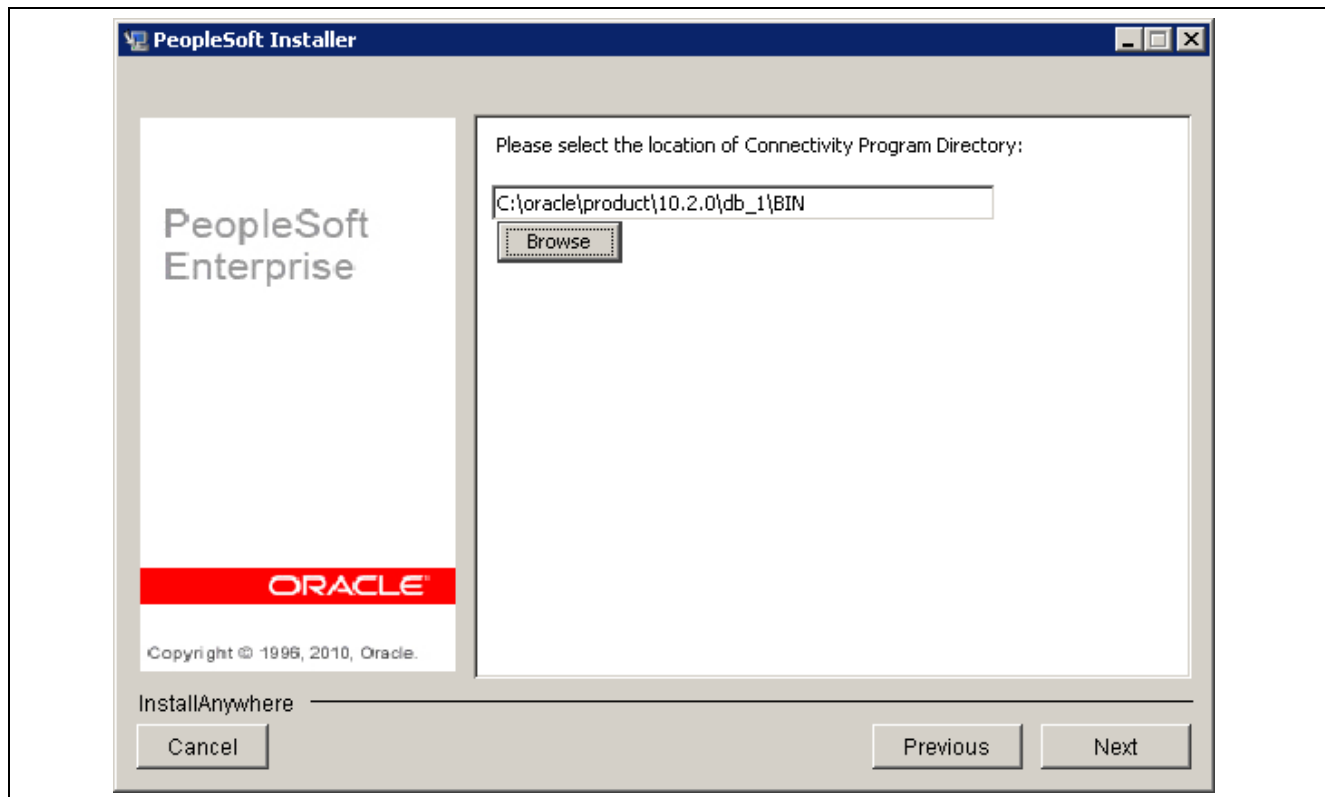 PeopleSoft Installer
PeopleSoft
Enterprise
ORACLE
Copyright © 1996, 2010, Oracle.
Please select the location of Connectivity Program Directory:
C:\oracle\product\10.2.0\db_1\BIN
Browse
InstallAnywhere
Cancel
Previous
Next